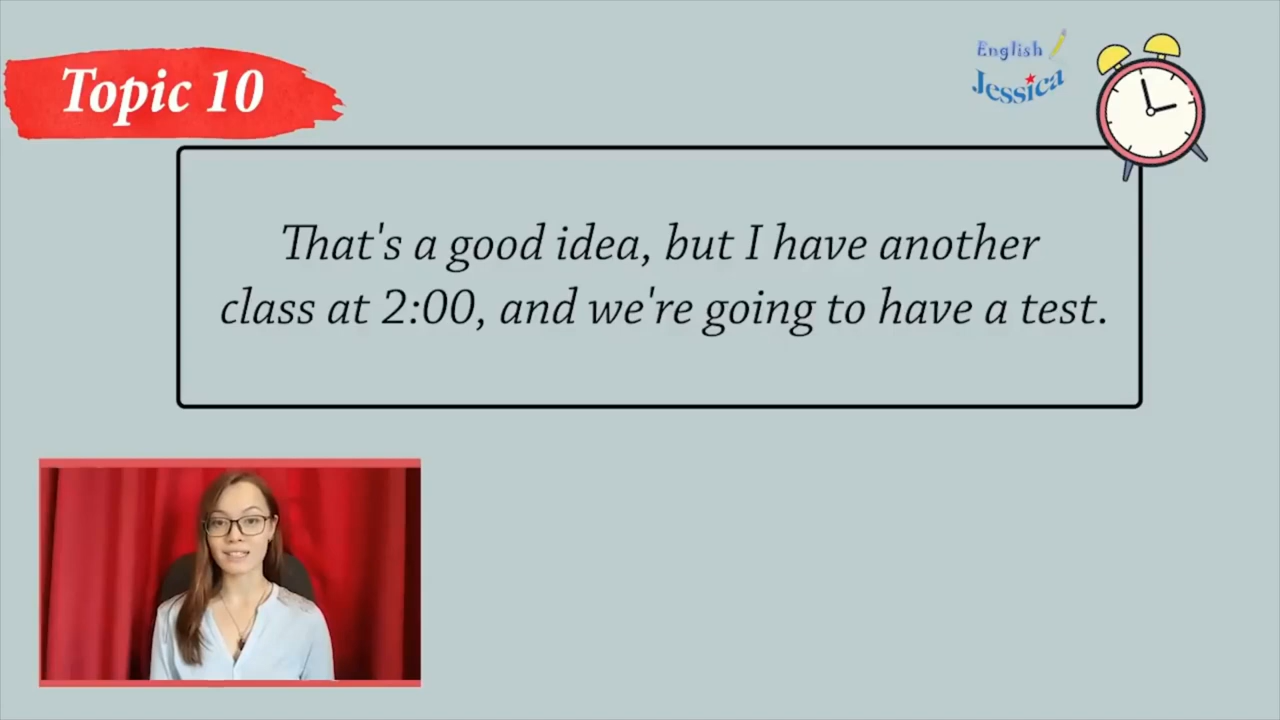 Topic 10
English
Jessica
That's a good idea, but I have another
class at 2:00, and we're going to have a test.